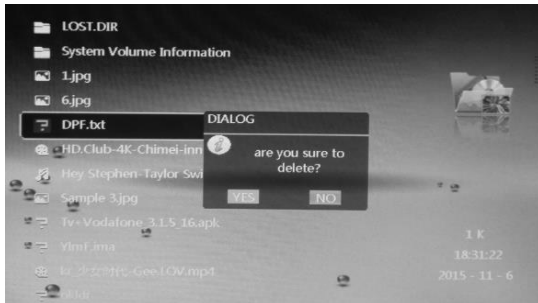 LOST.DIR
System Volume Information
1.jpg
6.jpg
DPF.txt
DIALOG
are you sure to
delete?
YES
NO
HD.Club-4K-Chimei-inn
Hey Stephen-Taylor Swi
Sample 3.jpg
Tv<Vodafone_3.1.5_16.apk
1 K
18:31:22
2015 - 11 - 6